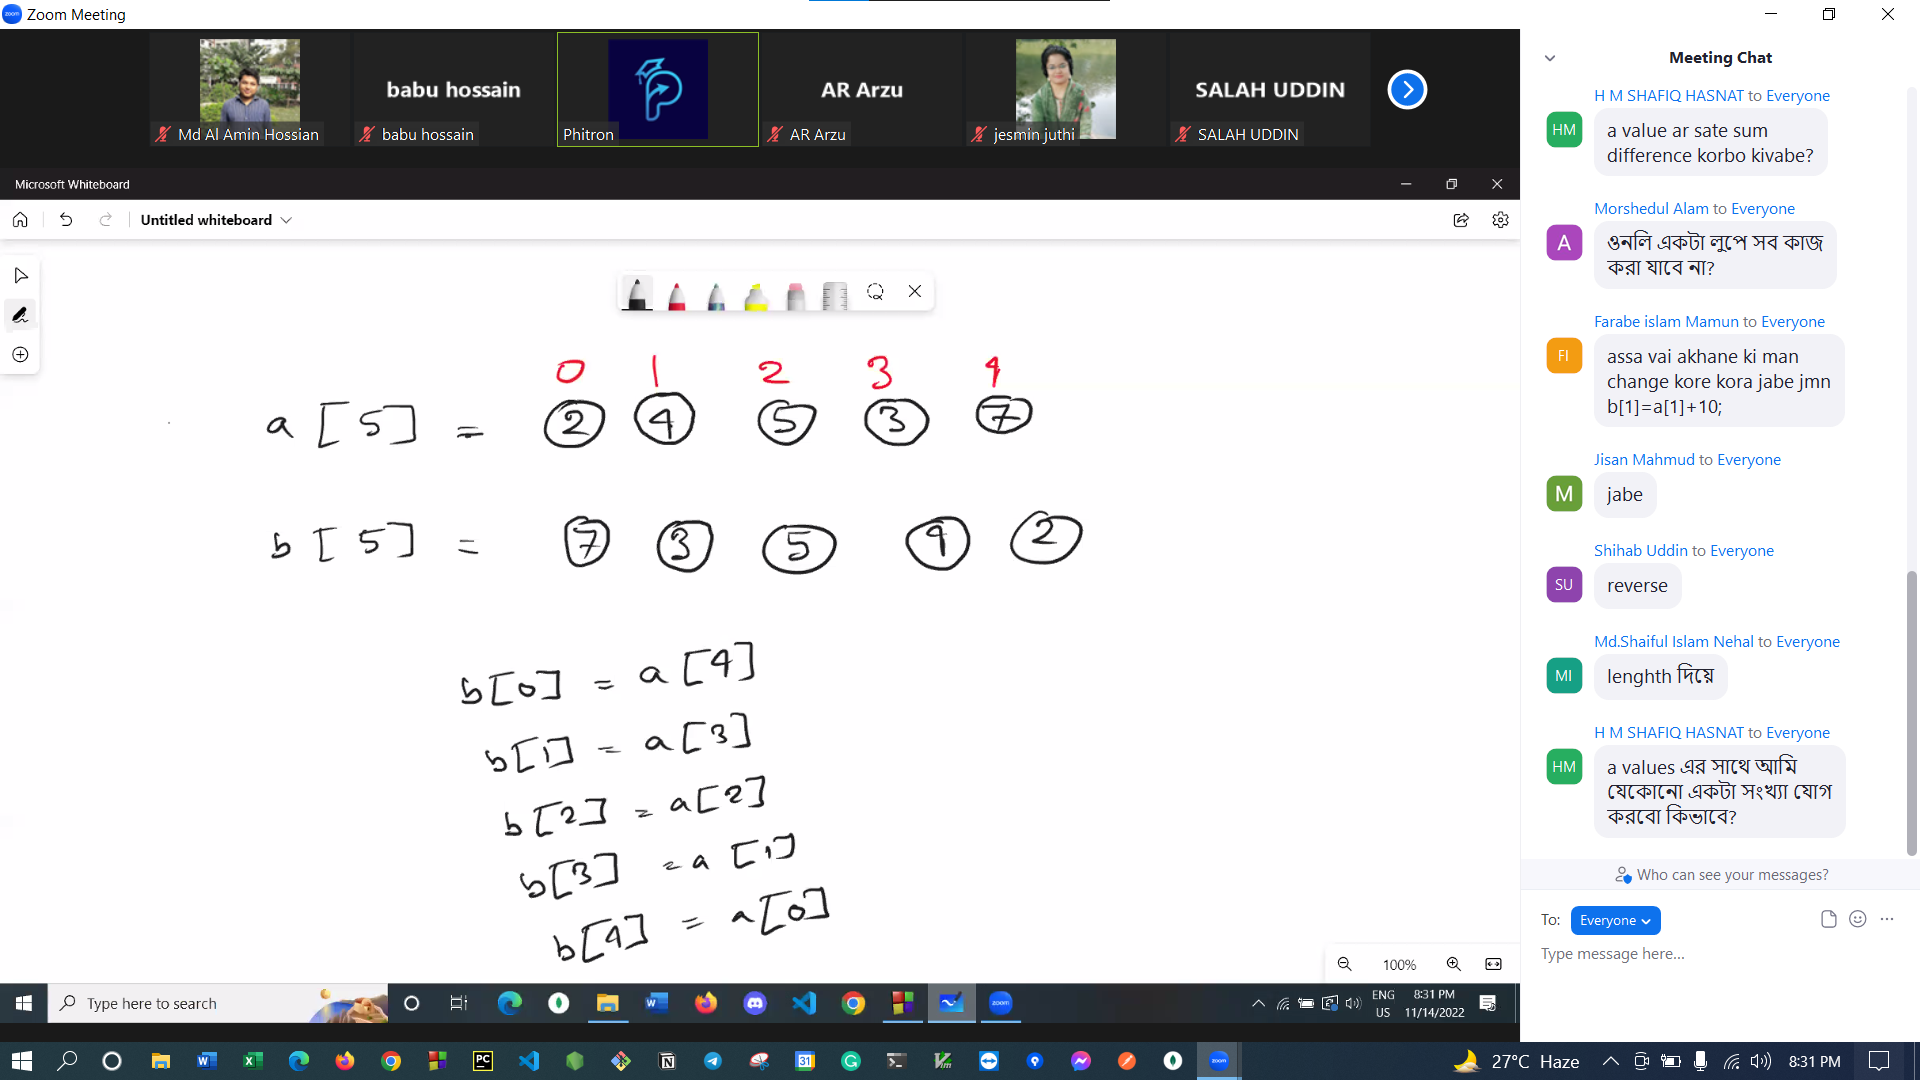 Zoom Meeting
babu hossain
AR Arzu
SALAH UDDIN
Md Al Amin Hossian
babu hossain
Phitron
AR Arzu
jesmin juthi
SALAH UDDIN
Microsoft Whiteboard
Untitled whiteboard
0 1 2 3 4
a [5] = 2 4 5 3 7
b [5] = 7 3 5 4 2
b[0] = a[4]
b[1] = a[3]
b[2] = a[2]
b[3] = a[1]
b[4] = a[0]
100%
Type here to search
zoom
ENG
US
8:31 PM
11/14/2022
Meeting Chat
H M SHAFIQ HASNAT to Everyone
HM
a value ar sate sum
difference korbo kivabe?
Morshedul Alam to Everyone
A
ওনলি একটা লুপে সব কাজ
করা যাবে না?
Farabe islam Mamun to Everyone
FI
assa vai akhane ki man
change kore kora jabe jmn
b[1]=a[1]+10;
Jisan Mahmud to Everyone
M
jabe
Shihab Uddin to Everyone
SU
reverse
Md.Shaiful Islam Nehal to Everyone
MI
lenghth দিয়ে
H M SHAFIQ HASNAT to Everyone
HM
a values এর সাথে আমি
যেকোনো একটা সংখ্যা যোগ
করবো কিভাবে?
Who can see your messages?
To: Everyone
Type message here...
27°C Haze
8:31 PM